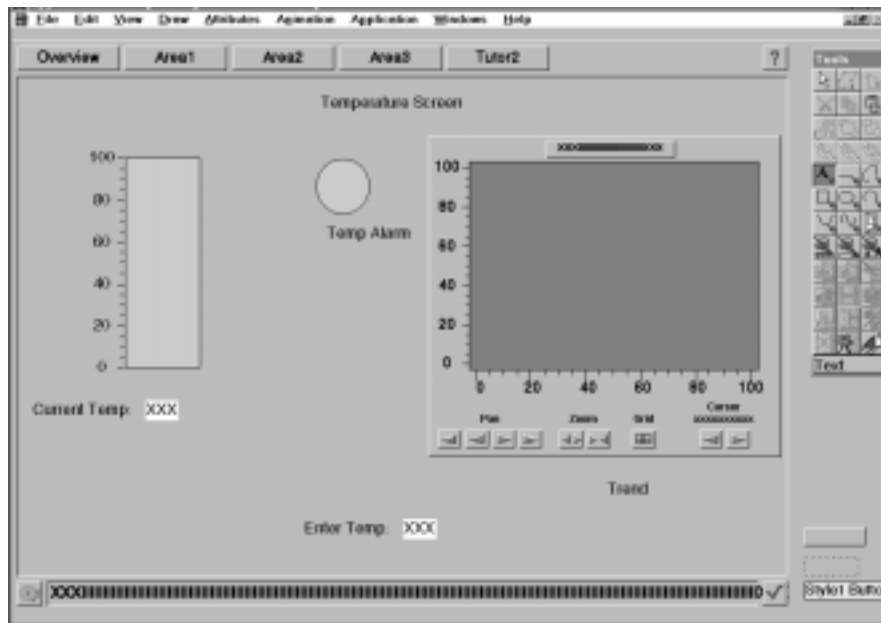 File Edit View Draw Attributes Animation Application Windows Help
Overview Area1 Area2 Area3 Tutor2 ?
Tools
Temperature Screen
100
80
60
40
20
0
Temp Alarm
100
80
60
40
20
0
0 20 40 60 80 100
Pan Zoom Grid Cursor
Current Temp: XXX
Trend
Enter Temp: XXX
Text
Style1 Butto